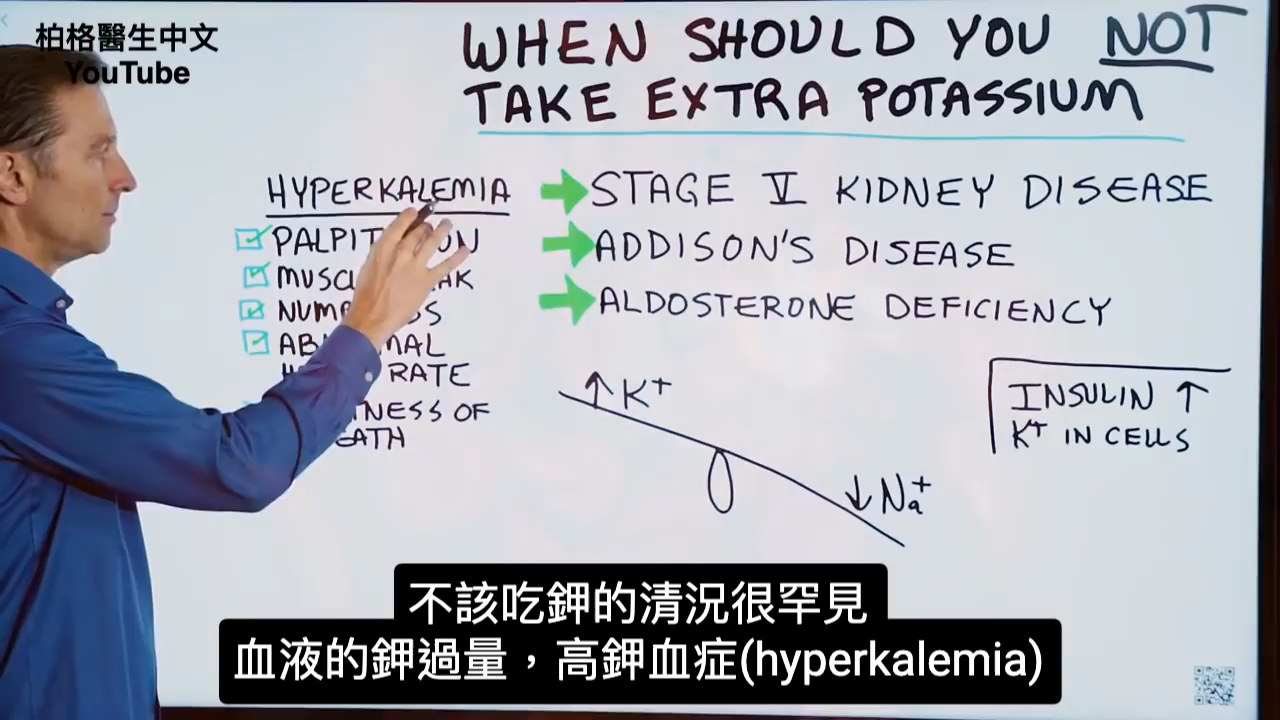 柏格醫生中文
YouTube
WHEN SHOULD YOU NOT
TAKE EXTRA POTASSIUM
HYPERKALEMIA
RATE
OF
STAGE V KIDNEY DISEASE
ADDISON'S DISEASE
ALDOSTERONE DEFICIENCY
↑ K+
↓ Na+
INSULIN ↑
K+ IN CELLS
不該吃鉀的清況很罕見
血液的鉀過量，高鉀血症(hyperkalemia)